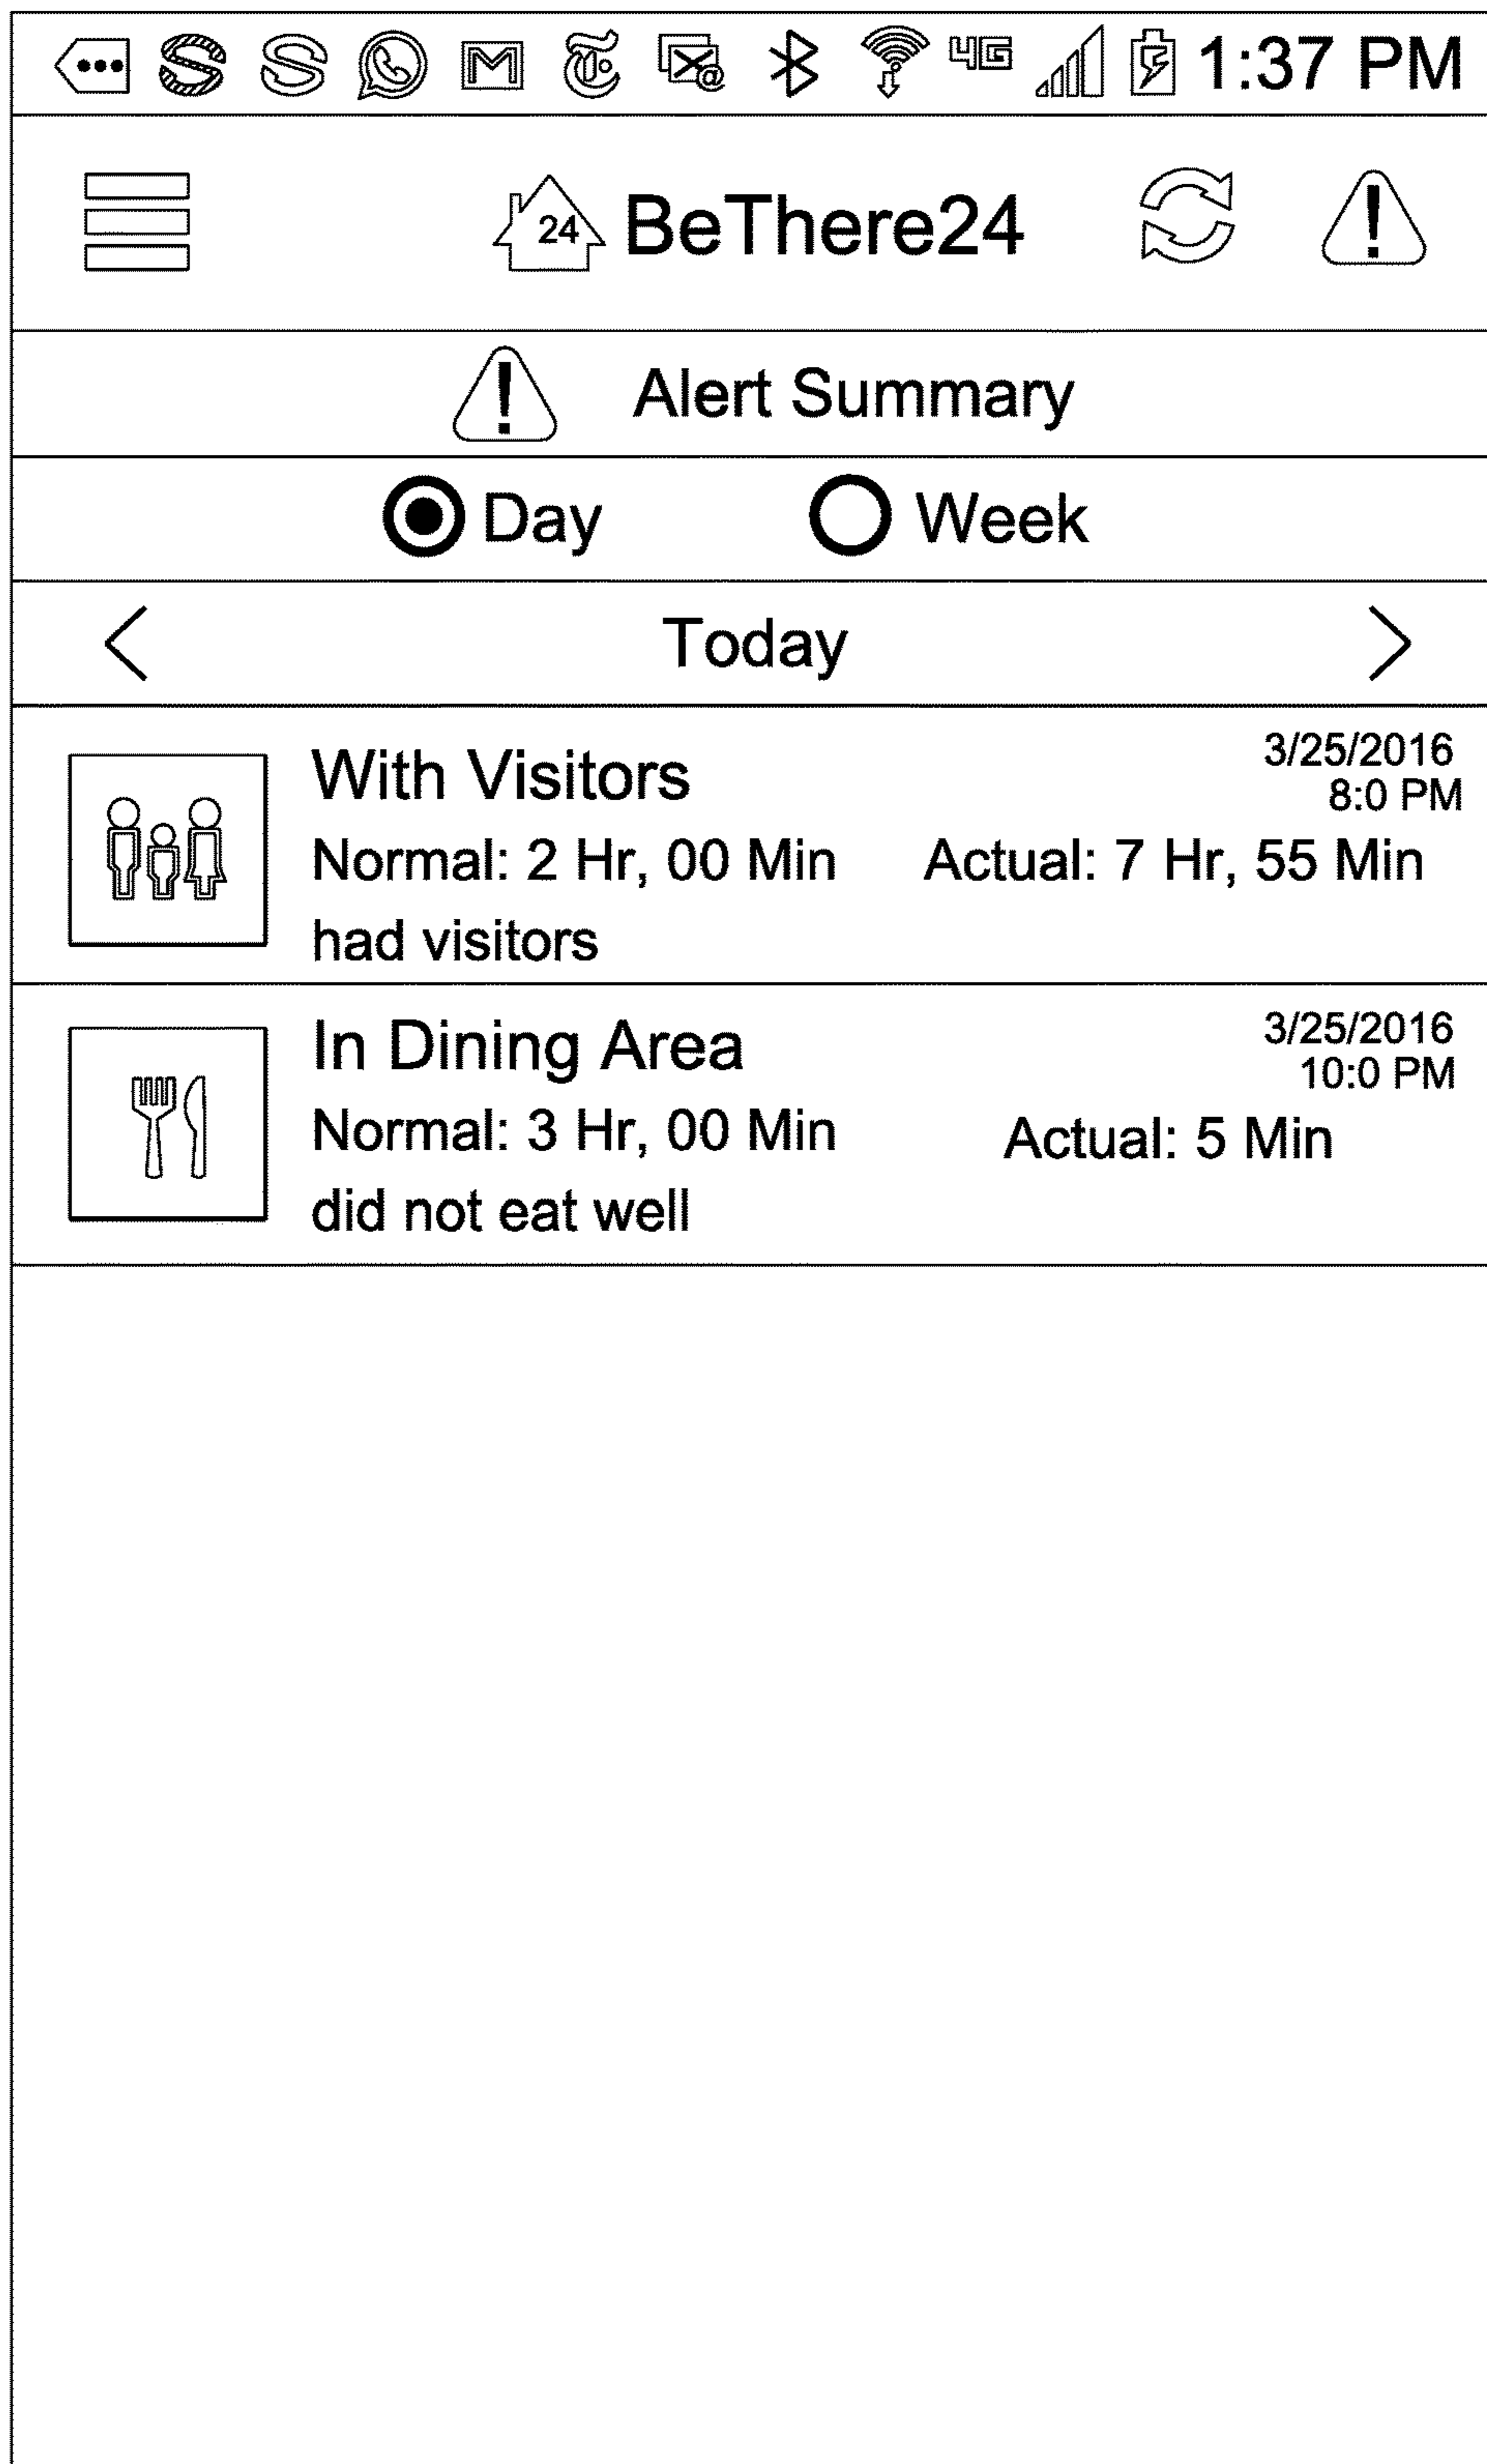 4G 1:37 PM
24 BeThere24
! Alert Summary
Day Week
< Today >
With Visitors 3/25/2016
8:0 PM
Normal: 2 Hr, 00 Min Actual: 7 Hr, 55 Min
had visitors
In Dining Area 3/25/2016
10:0 PM
Normal: 3 Hr, 00 Min Actual: 5 Min
did not eat well